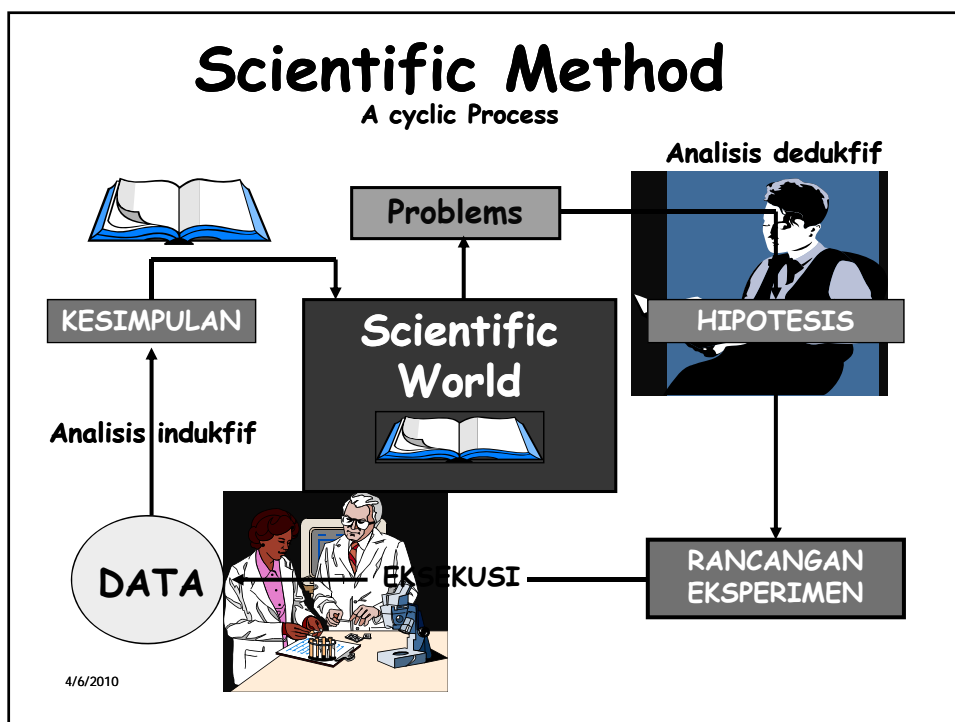 Scientific Method
A cyclic Process
Analisis dedukfif
Problems
KESIMPULAN
Scientific
World
HIPOTESIS
Analisis indukfif
DATA
EKSEKUSI
RANCANGAN
EKSPERIMEN
4/6/2010